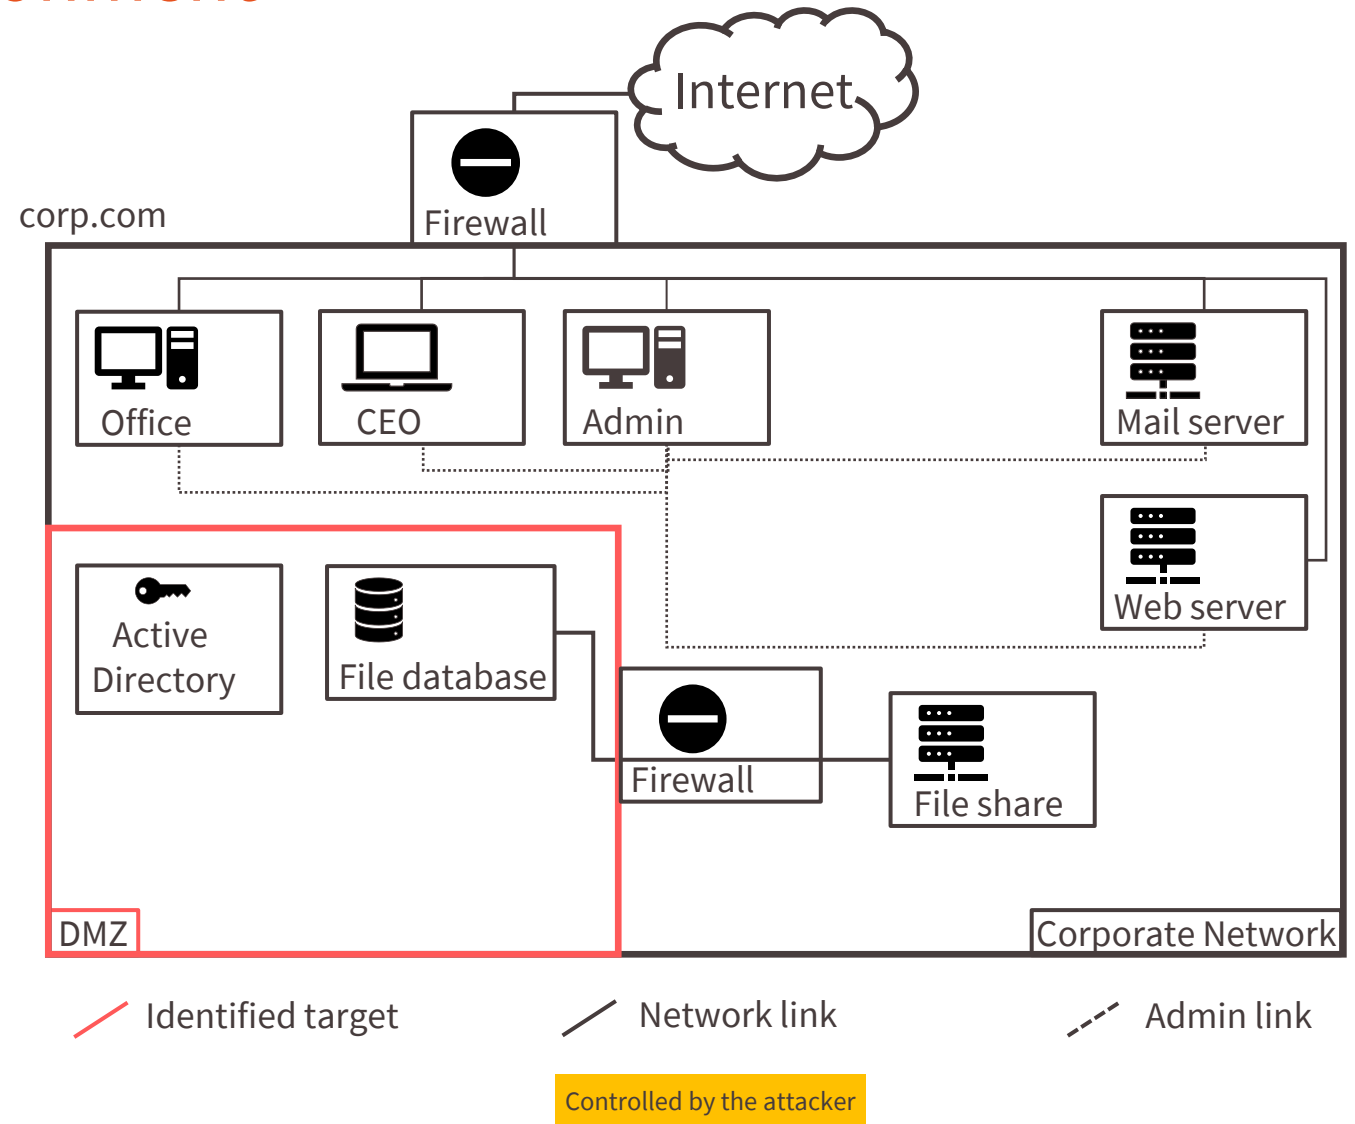 Internet
Firewall
corp.com
Office
CEO
Admin
Mail server
Active
Directory
File database
Web server
Firewall
File share
DMZ
Corporate Network
Identified target
Network link
Admin link
Controlled by the attacker